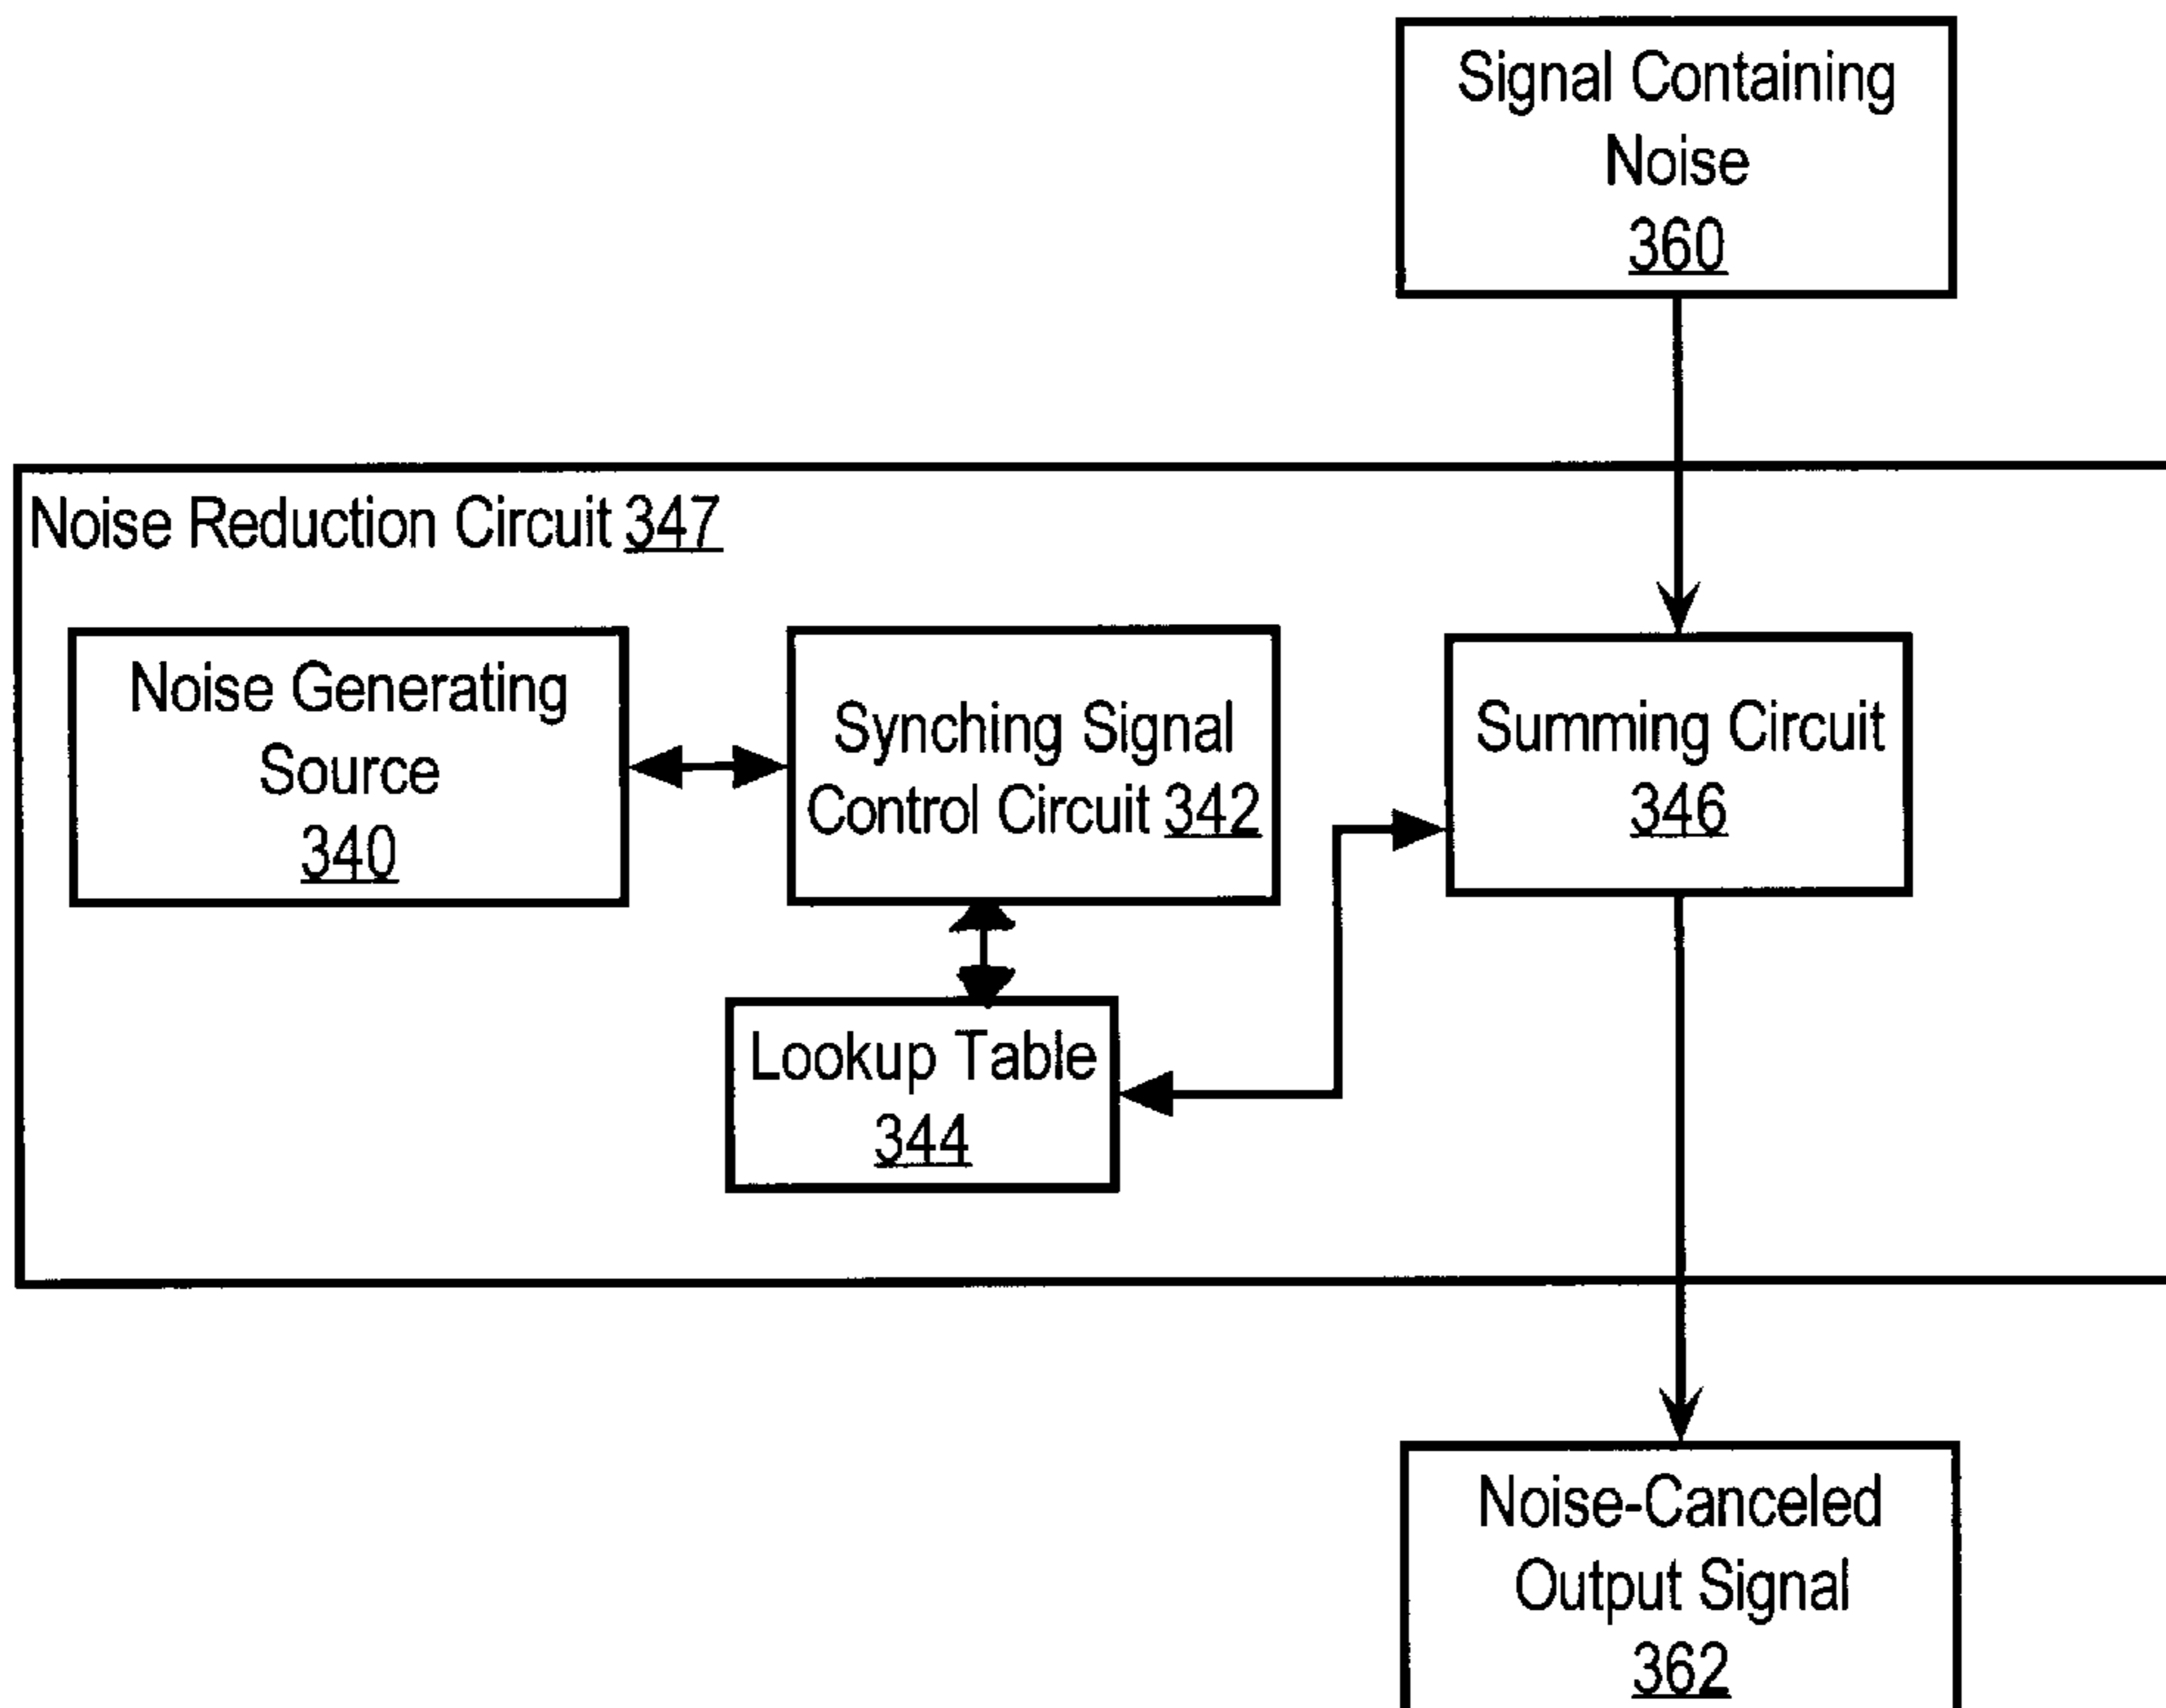 Signal Containing
Noise
360
Noise Reduction Circuit 347
Noise Generating
Source
340
Synching Signal
Control Circuit 342
Summing Circuit
346
Lookup Table
344
Noise-Canceled
Output Signal
362